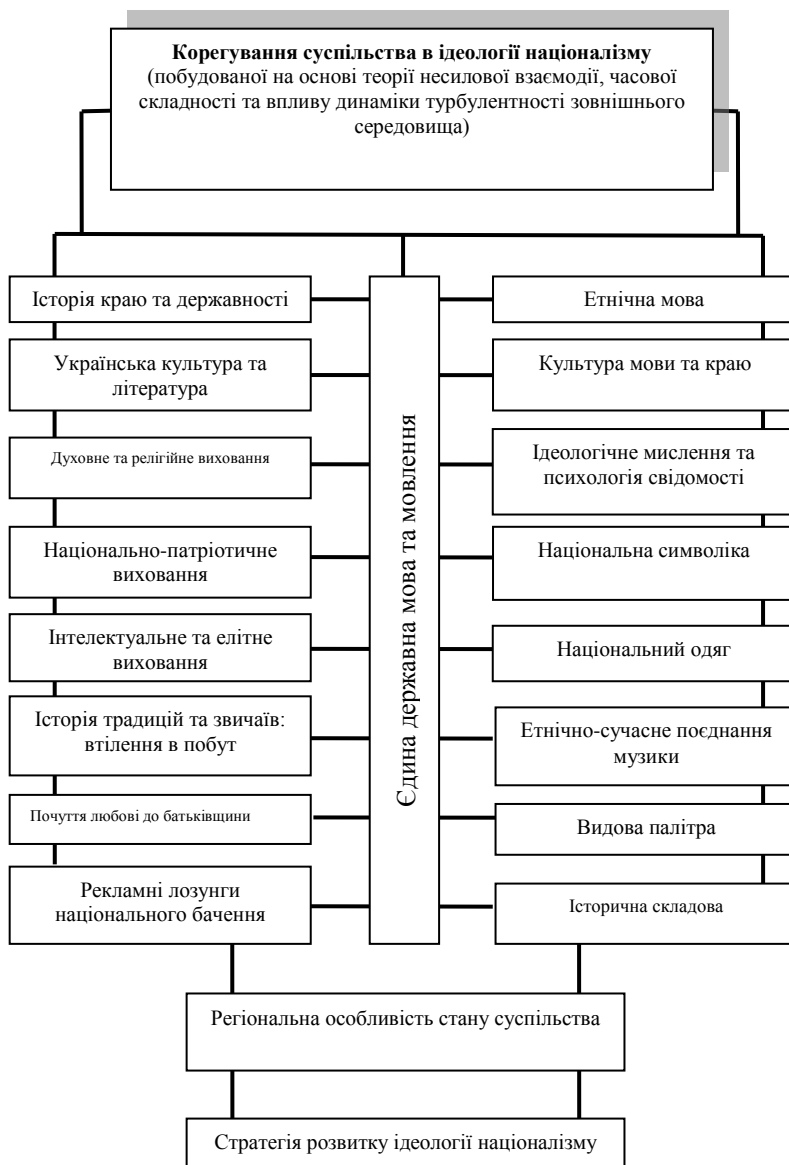 Корегування суспільства в ідеології націоналізму
(побудованої на основі теорії несилової взаємодії, часової
складності та впливу динаміки турбулентності зовнішнього
середовища)
Історія краю та державності
Українська культура та
література
Духовне та релігійне виховання
Національно-патріотичне
виховання
Інтелектуальне та елітне
виховання
Історія традицій та звичаїв:
втілення в побут
Почуття любові до батьківщини
Рекламні лозунги
національного бачення
Єдина державна мова та мовлення
Етнічна мова
Культура мови та краю
Ідеологічне мислення та
психологія свідомості
Національна символіка
Національний одяг
Етнічно-сучасне поєднання
музики
Видова палітра
Історична складова
Регіональна особливість стану суспільства
Стратегія розвитку ідеології націоналізму